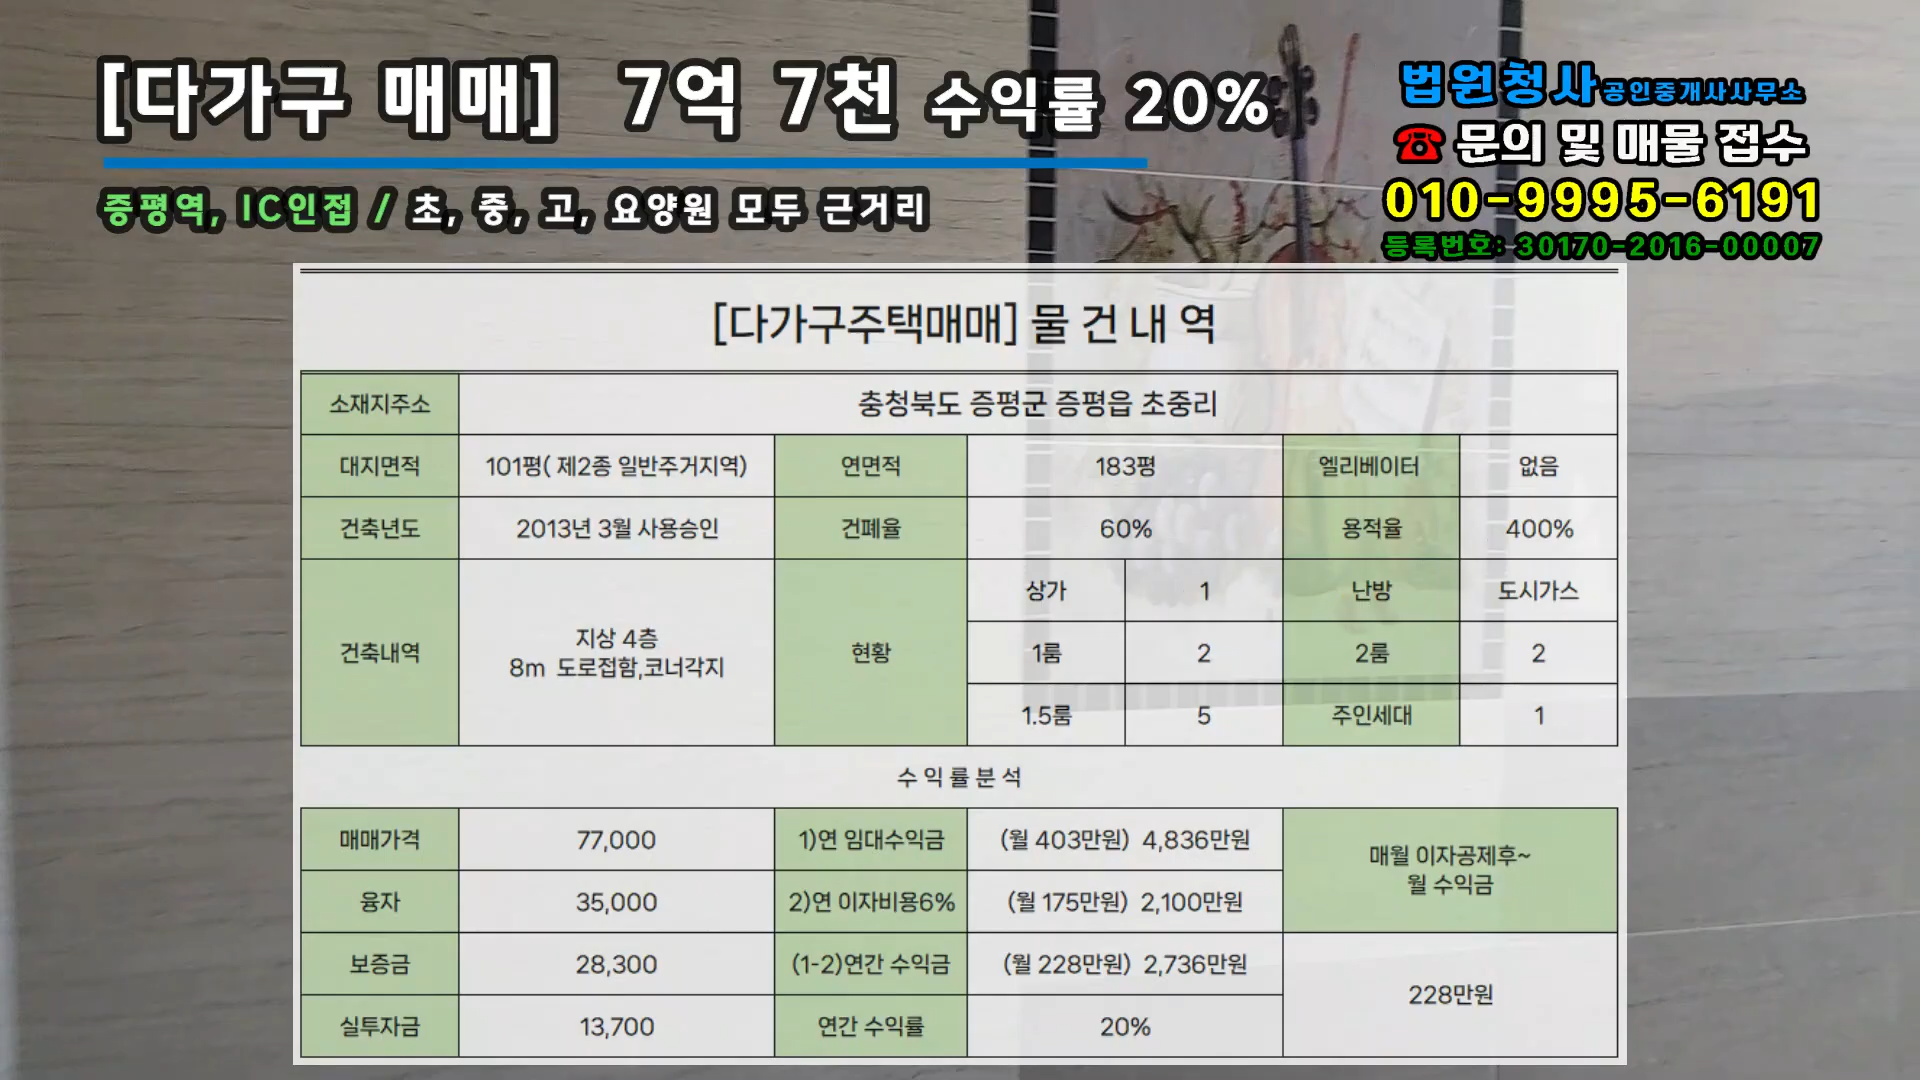 [다가구 매매] 7억 7천 수익률 20%
증평역, IC인접 / 초, 중, 고, 요양원 모두 근거리
법원청사 공인중개사사무소
☎ 문의 및 매물 접수
010-9995-6191
등록번호: 30170-2016-00007
[다가구주택매매] 물 건 내 역
소재지주소 충청북도 증평군 증평읍 초중리
대지면적 101평( 제2종 일반주거지역) 연면적 183평 엘리베이터 없음
건축년도 2013년 3월 사용승인 건폐율 60% 용적율 400%
건축내역 지상 4층
8m 도로접함,코너각지
현황 상가 1 난방 도시가스
1룸 2 2룸 2
1.5룸 5 주인세대 1
수 익 률 분 석
매매가격 77,000 1)연 임대수익금 (월 403만원) 4,836만원
매월 이자공제후~
월 수익금
융자 35,000 2)연 이자비용6% (월 175만원) 2,100만원
보증금 28,300 (1-2)연간 수익금 (월 228만원) 2,736만원
228만원
실투자금 13,700 연간 수익률 20%